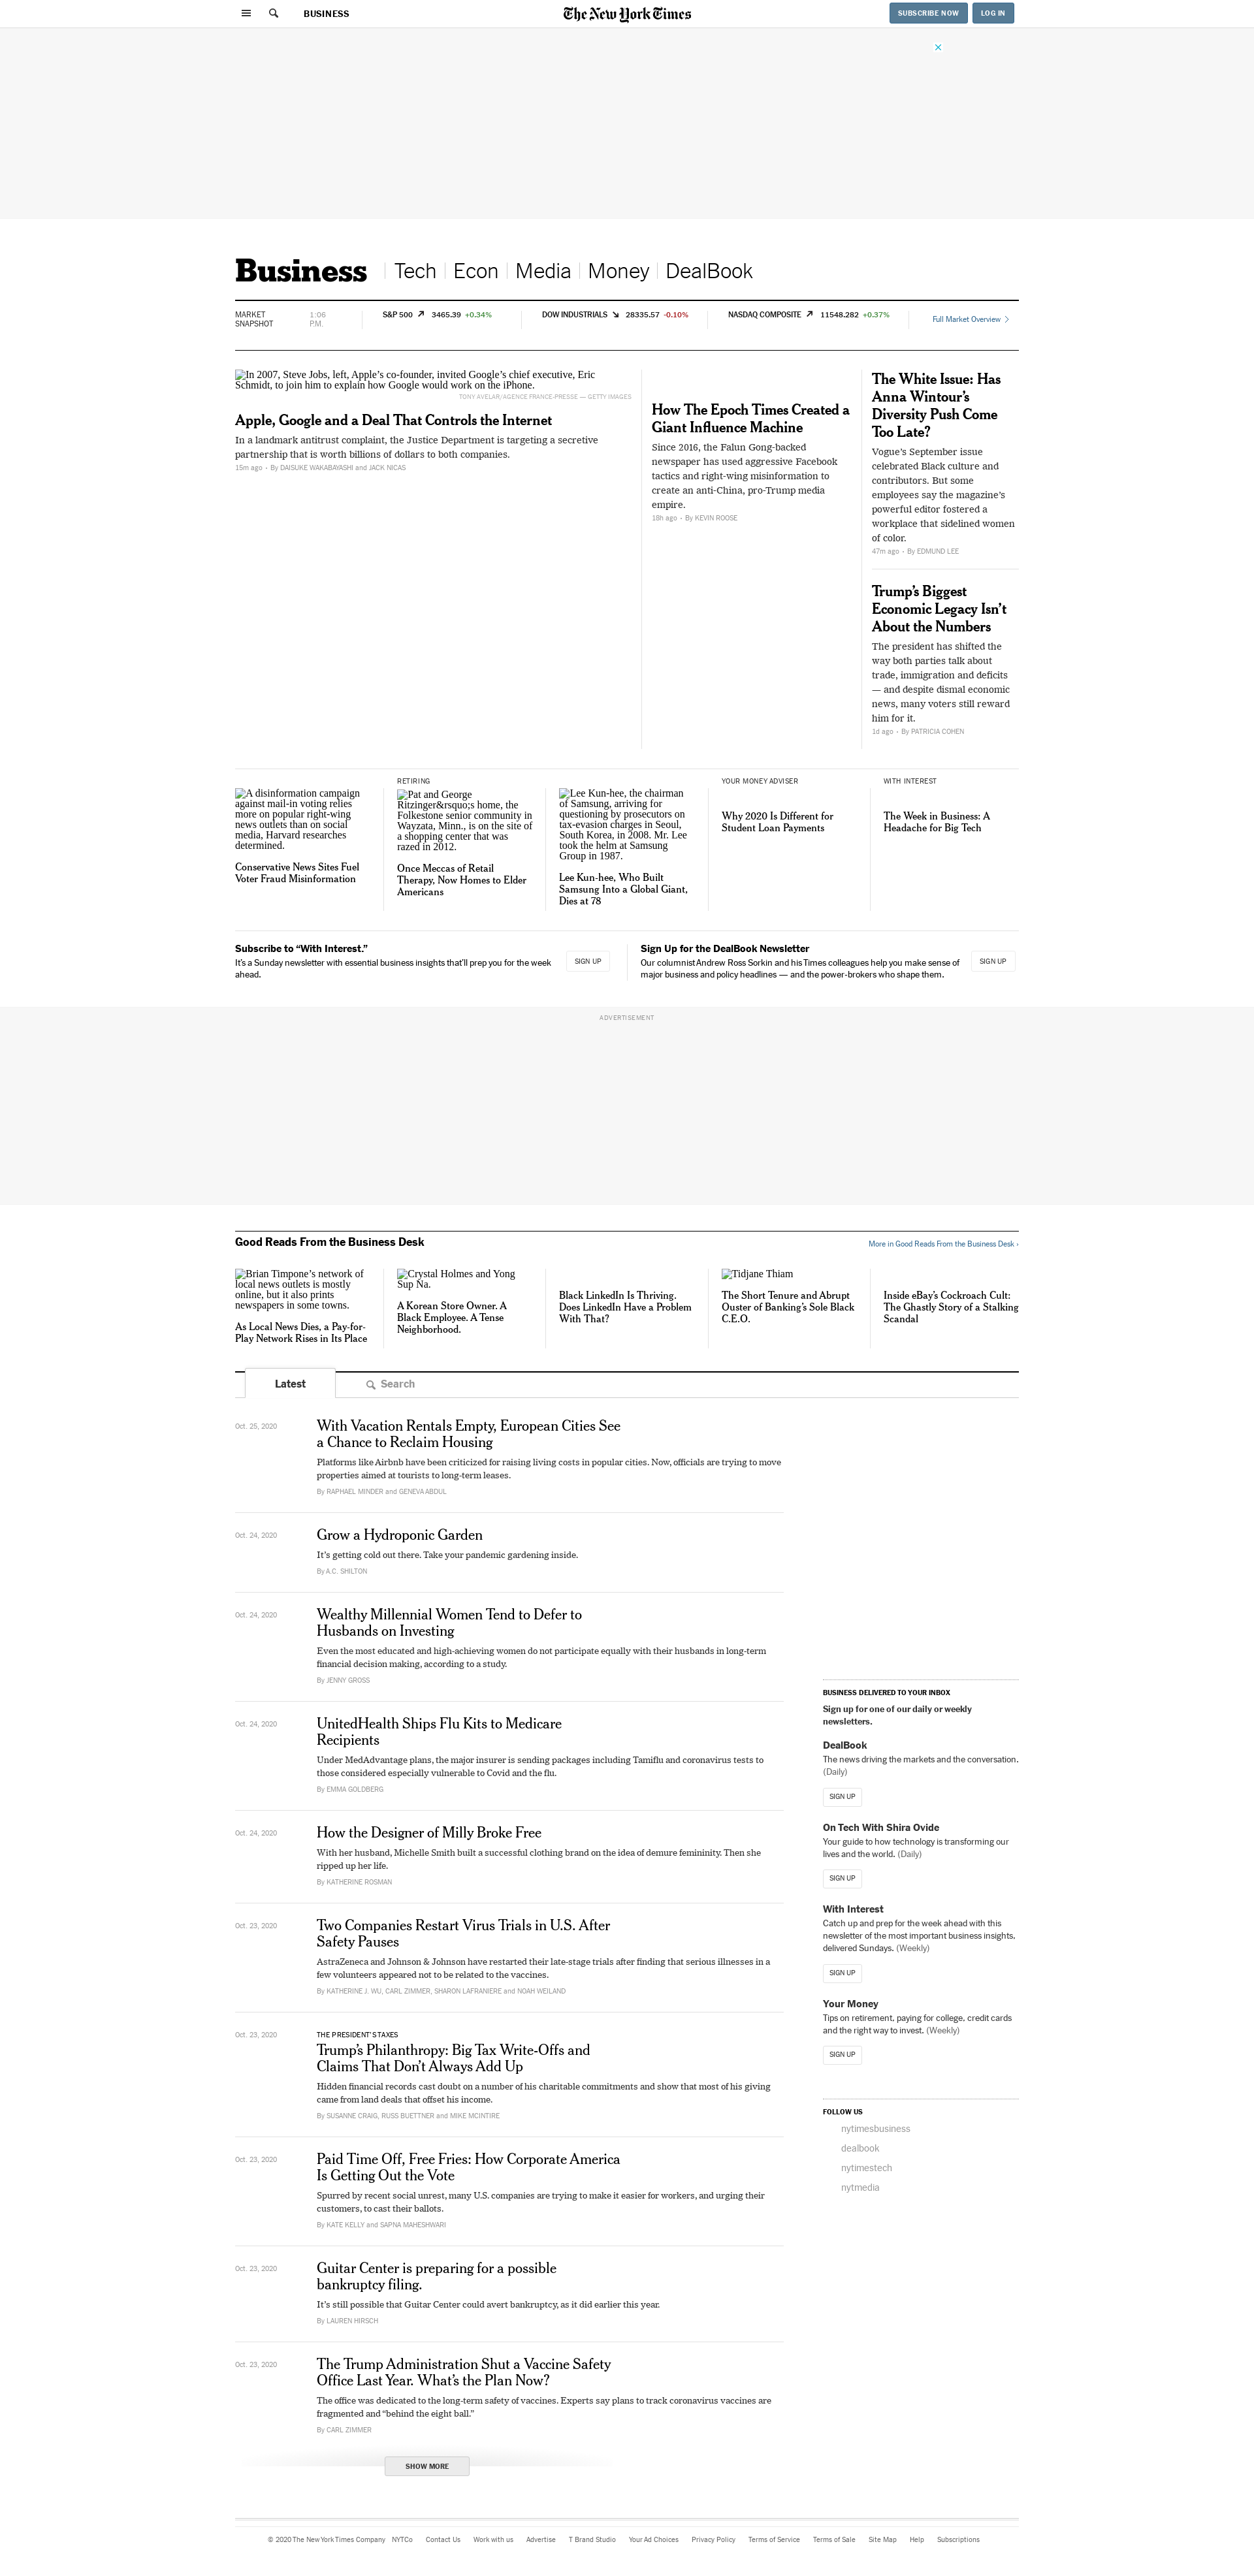 BUSINESS
The New York Times
SUBSCRIBE NOW
LOG IN
Business
Tech
Econ
Media
Money
DealBook
MARKET
SNAPSHOT
1:06
P.M.
S&P 500 3465.39 +0.34%
DOW INDUSTRIALS 28335.57 -0.10%
NASDAQ COMPOSITE 11548.282 +0.37%
Full Market Overview
In 2007, Steve Jobs, left, Apple’s co-founder, invited Google’s chief executive, Eric
Schmidt, to join him to explain how Google would work on the iPhone.
TONY AVELAR/AGENCE FRANCE-PRESSE — GETTY IMAGES
Apple, Google and a Deal That Controls the Internet
In a landmark antitrust complaint, the Justice Department is targeting a secretive
partnership that is worth billions of dollars to both companies.
15m ago • By DAISUKE WAKABAYASHI and JACK NICAS
How The Epoch Times Created a
Giant Influence Machine
Since 2016, the Falun Gong-backed
newspaper has used aggressive Facebook
tactics and right-wing misinformation to
create an anti-China, pro-Trump media
empire.
18h ago • By KEVIN ROOSE
The White Issue: Has
Anna Wintour’s
Diversity Push Come
Too Late?
Vogue’s September issue
celebrated Black culture and
contributors. But some
employees say the magazine’s
powerful editor fostered a
workplace that sidelined women
of color.
47m ago • By EDMUND LEE
Trump’s Biggest
Economic Legacy Isn’t
About the Numbers
The president has shifted the
way both parties talk about
trade, immigration and deficits
— and despite dismal economic
news, many voters still reward
him for it.
1d ago • By PATRICIA COHEN
A disinformation campaign
against mail-in voting relies
more on popular right-wing
news outlets than on social
media, Harvard researches
determined.
Conservative News Sites Fuel
Voter Fraud Misinformation
RETIRING
Pat and George
Ritzinger&rsquo;s home, the
Folkestone senior community in
Wayzata, Minn., is on the site of
a shopping center that was
razed in 2012.
Once Meccas of Retail
Therapy, Now Homes to Elder
Americans
Lee Kun-hee, the chairman
of Samsung, arriving for
questioning by prosecutors on
tax-evasion charges in Seoul,
South Korea, in 2008. Mr. Lee
took the helm at Samsung
Group in 1987.
Lee Kun-hee, Who Built
Samsung Into a Global Giant,
Dies at 78
YOUR MONEY ADVISER
Why 2020 Is Different for
Student Loan Payments
WITH INTEREST
The Week in Business: A
Headache for Big Tech
Subscribe to “With Interest.”
It’s a Sunday newsletter with essential business insights that’ll prep you for the week
ahead.
SIGN UP
Sign Up for the DealBook Newsletter
Our columnist Andrew Ross Sorkin and his Times colleagues help you make sense of
major business and policy headlines — and the power-brokers who shape them.
SIGN UP
ADVERTISEMENT
Good Reads From the Business Desk
More in Good Reads From the Business Desk ›
Brian Timpone’s network of
local news outlets is mostly
online, but it also prints
newspapers in some towns.
As Local News Dies, a Pay-for-
Play Network Rises in Its Place
Crystal Holmes and Yong
Sup Na.
A Korean Store Owner. A
Black Employee. A Tense
Neighborhood.
Black LinkedIn Is Thriving.
Does LinkedIn Have a Problem
With That?
Tidjane Thiam
The Short Tenure and Abrupt
Ouster of Banking’s Sole Black
C.E.O.
Inside eBay’s Cockroach Cult:
The Ghastly Story of a Stalking
Scandal
Latest
Search
Oct. 25, 2020
With Vacation Rentals Empty, European Cities See
a Chance to Reclaim Housing
Platforms like Airbnb have been criticized for raising living costs in popular cities. Now, officials are trying to move
properties aimed at tourists to long-term leases.
By RAPHAEL MINDER and GENEVA ABDUL
Oct. 24, 2020
Grow a Hydroponic Garden
It’s getting cold out there. Take your pandemic gardening inside.
By A.C. SHILTON
Oct. 24, 2020
Wealthy Millennial Women Tend to Defer to
Husbands on Investing
Even the most educated and high-achieving women do not participate equally with their husbands in long-term
financial decision making, according to a study.
By JENNY GROSS
Oct. 24, 2020
UnitedHealth Ships Flu Kits to Medicare
Recipients
Under MedAdvantage plans, the major insurer is sending packages including Tamiflu and coronavirus tests to
those considered especially vulnerable to Covid and the flu.
By EMMA GOLDBERG
Oct. 24, 2020
How the Designer of Milly Broke Free
With her husband, Michelle Smith built a successful clothing brand on the idea of demure femininity. Then she
ripped up her life.
By KATHERINE ROSMAN
Oct. 23, 2020
Two Companies Restart Virus Trials in U.S. After
Safety Pauses
AstraZeneca and Johnson & Johnson have restarted their late-stage trials after finding that serious illnesses in a
few volunteers appeared not to be related to the vaccines.
By KATHERINE J. WU, CARL ZIMMER, SHARON LAFRANIERE and NOAH WEILAND
Oct. 23, 2020
THE PRESIDENT’S TAXES
Trump’s Philanthropy: Big Tax Write-Offs and
Claims That Don’t Always Add Up
Hidden financial records cast doubt on a number of his charitable commitments and show that most of his giving
came from land deals that offset his income.
By SUSANNE CRAIG, RUSS BUETTNER and MIKE MCINTIRE
Oct. 23, 2020
Paid Time Off, Free Fries: How Corporate America
Is Getting Out the Vote
Spurred by recent social unrest, many U.S. companies are trying to make it easier for workers, and urging their
customers, to cast their ballots.
By KATE KELLY and SAPNA MAHESHWARI
Oct. 23, 2020
Guitar Center is preparing for a possible
bankruptcy filing.
It’s still possible that Guitar Center could avert bankruptcy, as it did earlier this year.
By LAUREN HIRSCH
Oct. 23, 2020
The Trump Administration Shut a Vaccine Safety
Office Last Year. What’s the Plan Now?
The office was dedicated to the long-term safety of vaccines. Experts say plans to track coronavirus vaccines are
fragmented and “behind the eight ball.”
By CARL ZIMMER
SHOW MORE
BUSINESS DELIVERED TO YOUR INBOX
Sign up for one of our daily or weekly
newsletters.
DealBook
The news driving the markets and the conversation.
(Daily)
SIGN UP
On Tech With Shira Ovide
Your guide to how technology is transforming our
lives and the world. (Daily)
SIGN UP
With Interest
Catch up and prep for the week ahead with this
newsletter of the most important business insights,
delivered Sundays. (Weekly)
SIGN UP
Your Money
Tips on retirement, paying for college, credit cards
and the right way to invest. (Weekly)
SIGN UP
FOLLOW US
nytimesbusiness
dealbook
nytimestech
nytmedia
© 2020 The New York Times Company NYTCo Contact Us Work with us Advertise T Brand Studio Your Ad Choices Privacy Policy Terms of Service Terms of Sale Site Map Help Subscriptions